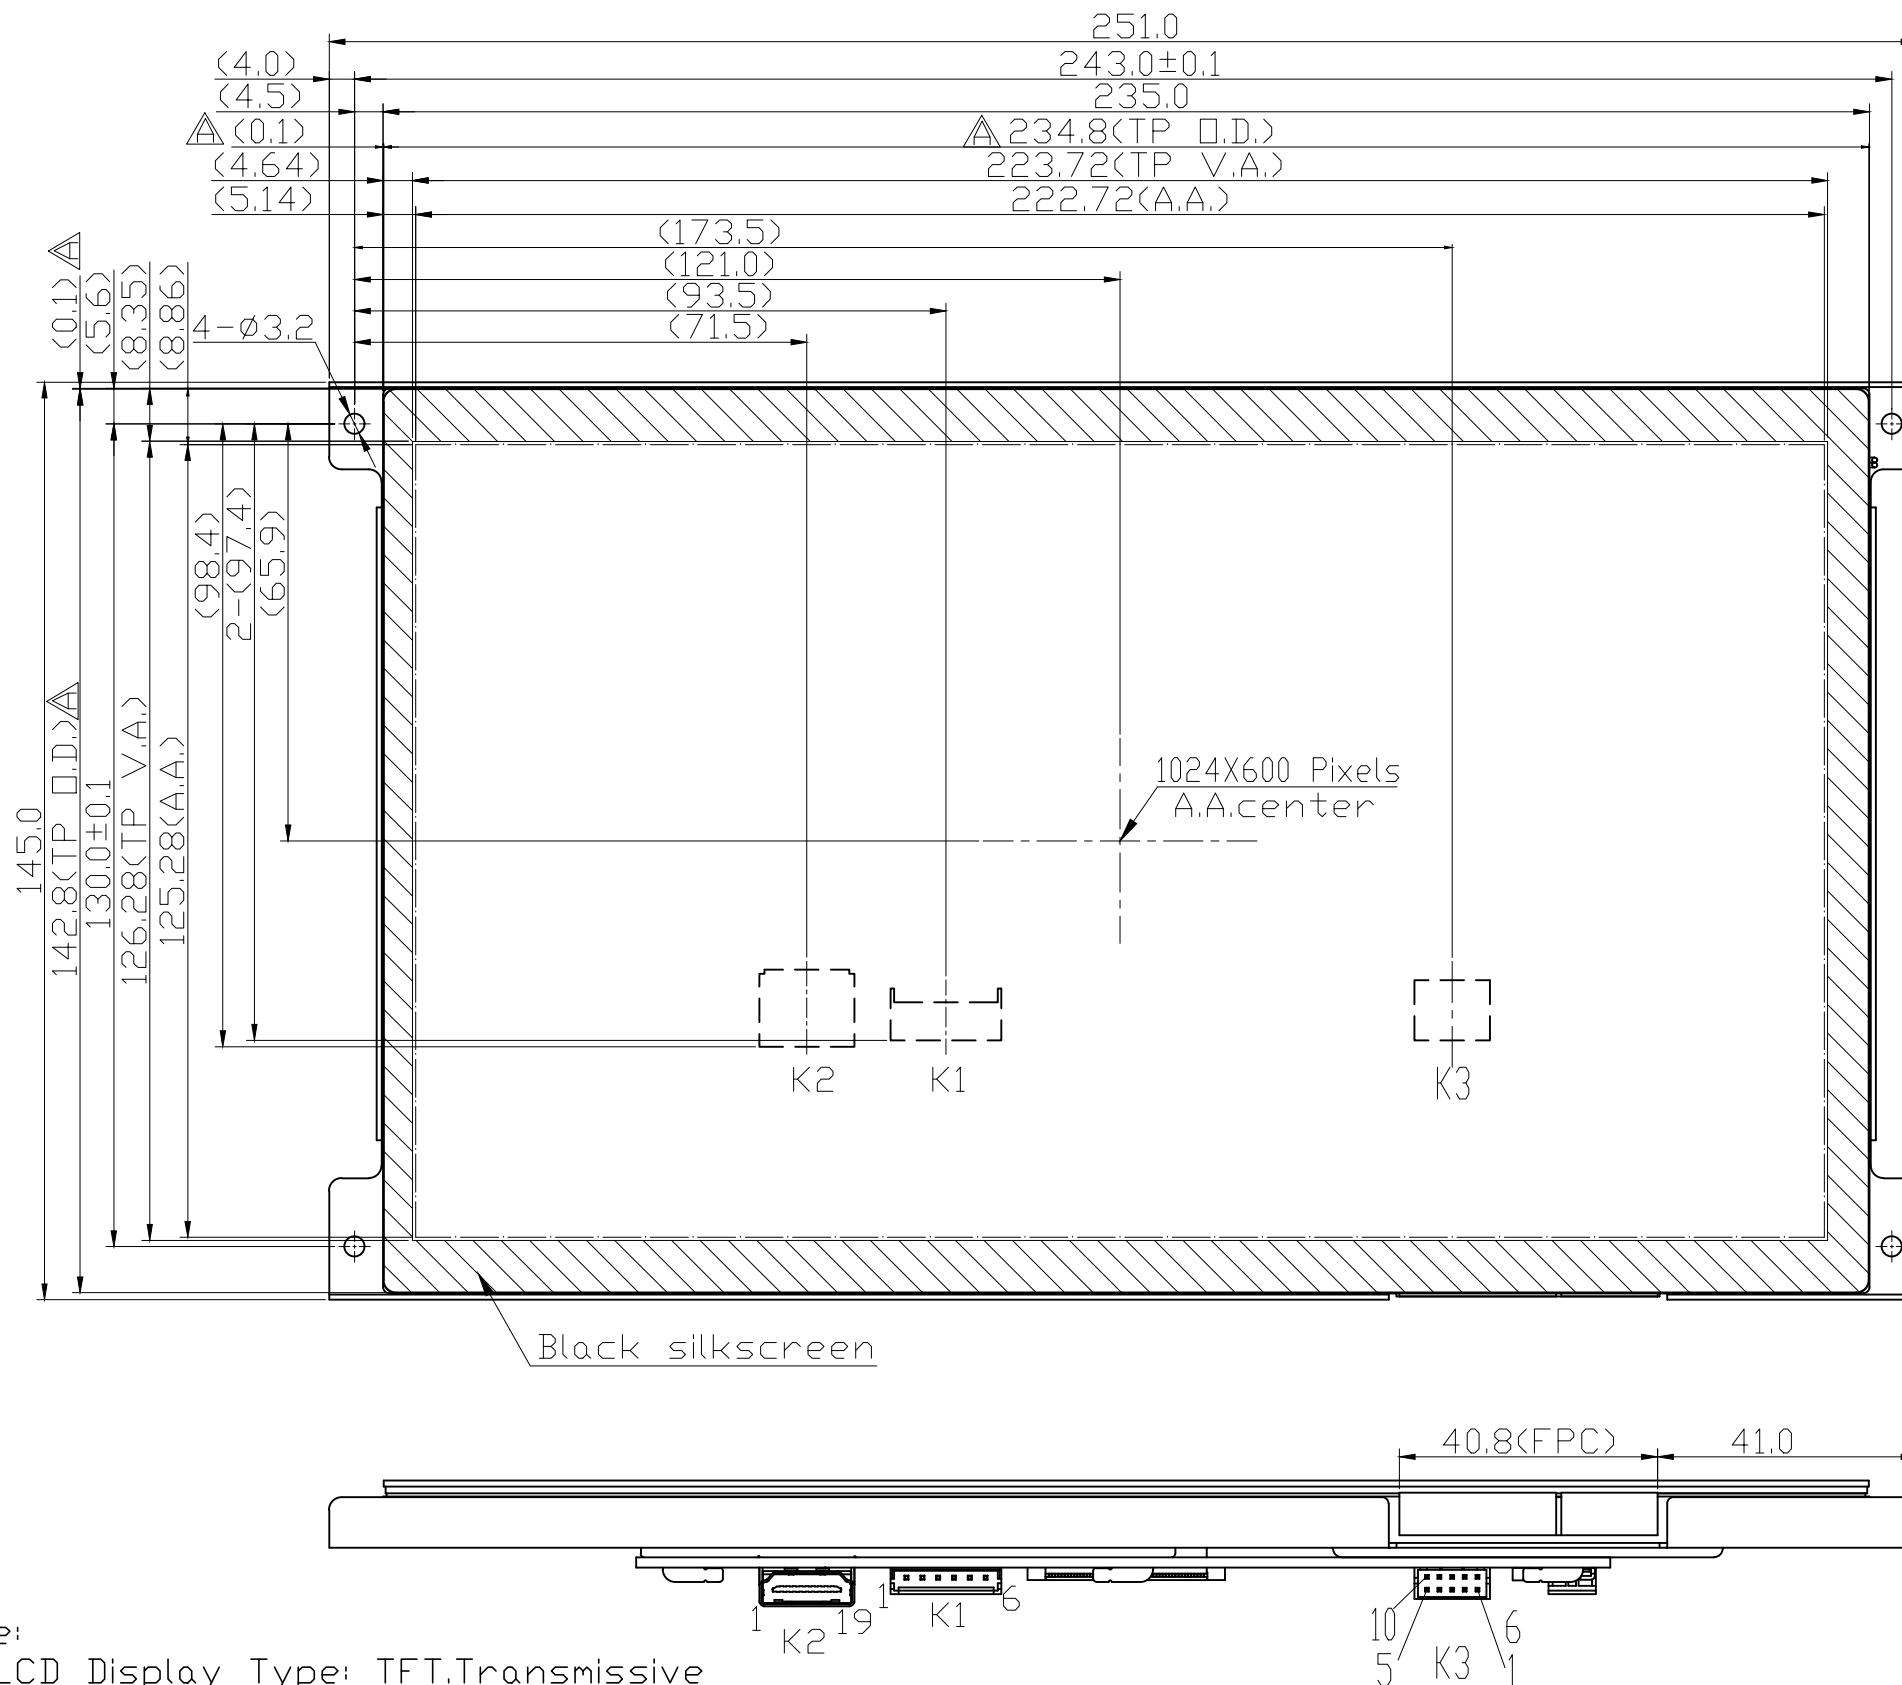 251.0
(4.0) 243.0±0.1
(4.5) 235.0
A (0.1) A 234.8(TP O.D.)
(4.64) 223.72(TP V.A.)
(5.14) 222.72(A.A.)
(173.5)
(121.0)
(93.5)
(71.5)
(0.1) A
(5.6)
(8.35)
(8.86)
4-ø3.2
(98.4)
2-(97.4)
(65.9)
145.0
142.8(TP O.D.) A
130.0±0.1
126.28(TP V.A.)
125.28(A.A.)
1024X600 Pixels
A.A.center
K2 K1 K3
Black silkscreen
40.8(FPC) 41.0
1 19 1 6
K2 K1
10 6
5 1
K3
e:
LCD Display Type: TFT.Transmissive